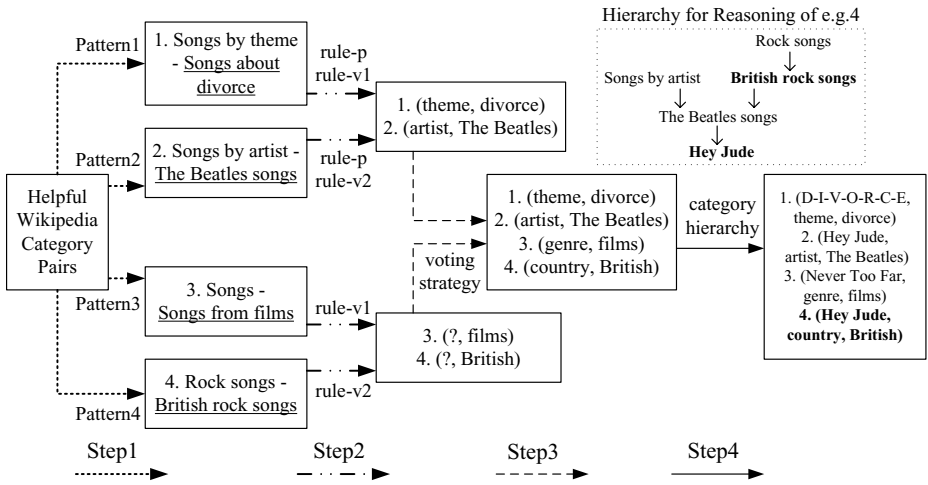 Hierarchy for Reasoning of e.g.4
Rock songs
Songs by artist
British rock songs
The Beatles songs
Hey Jude
Helpful
Wikipedia
Category
Pairs
Pattern1
Pattern2
Pattern3
Pattern4
1. Songs by theme
- Songs about
divorce
2. Songs by artist -
The Beatles songs
3. Songs -
Songs from films
4. Rock songs -
British rock songs
rule-p
rule-v1
rule-p
rule-v2
rule-v1
rule-v2
1. (theme, divorce)
2. (artist, The Beatles)
3. (?, films)
4. (?, British)
voting
strategy
1. (theme, divorce)
2. (artist, The Beatles)
3. (genre, films)
4. (country, British)
category
hierarchy
1. (D-I-V-O-R-C-E,
theme, divorce)
2. (Hey Jude,
artist, The Beatles)
3. (Never Too Far,
genre, films)
4. (Hey Jude,
country, British)
Step1
Step2
Step3
Step4